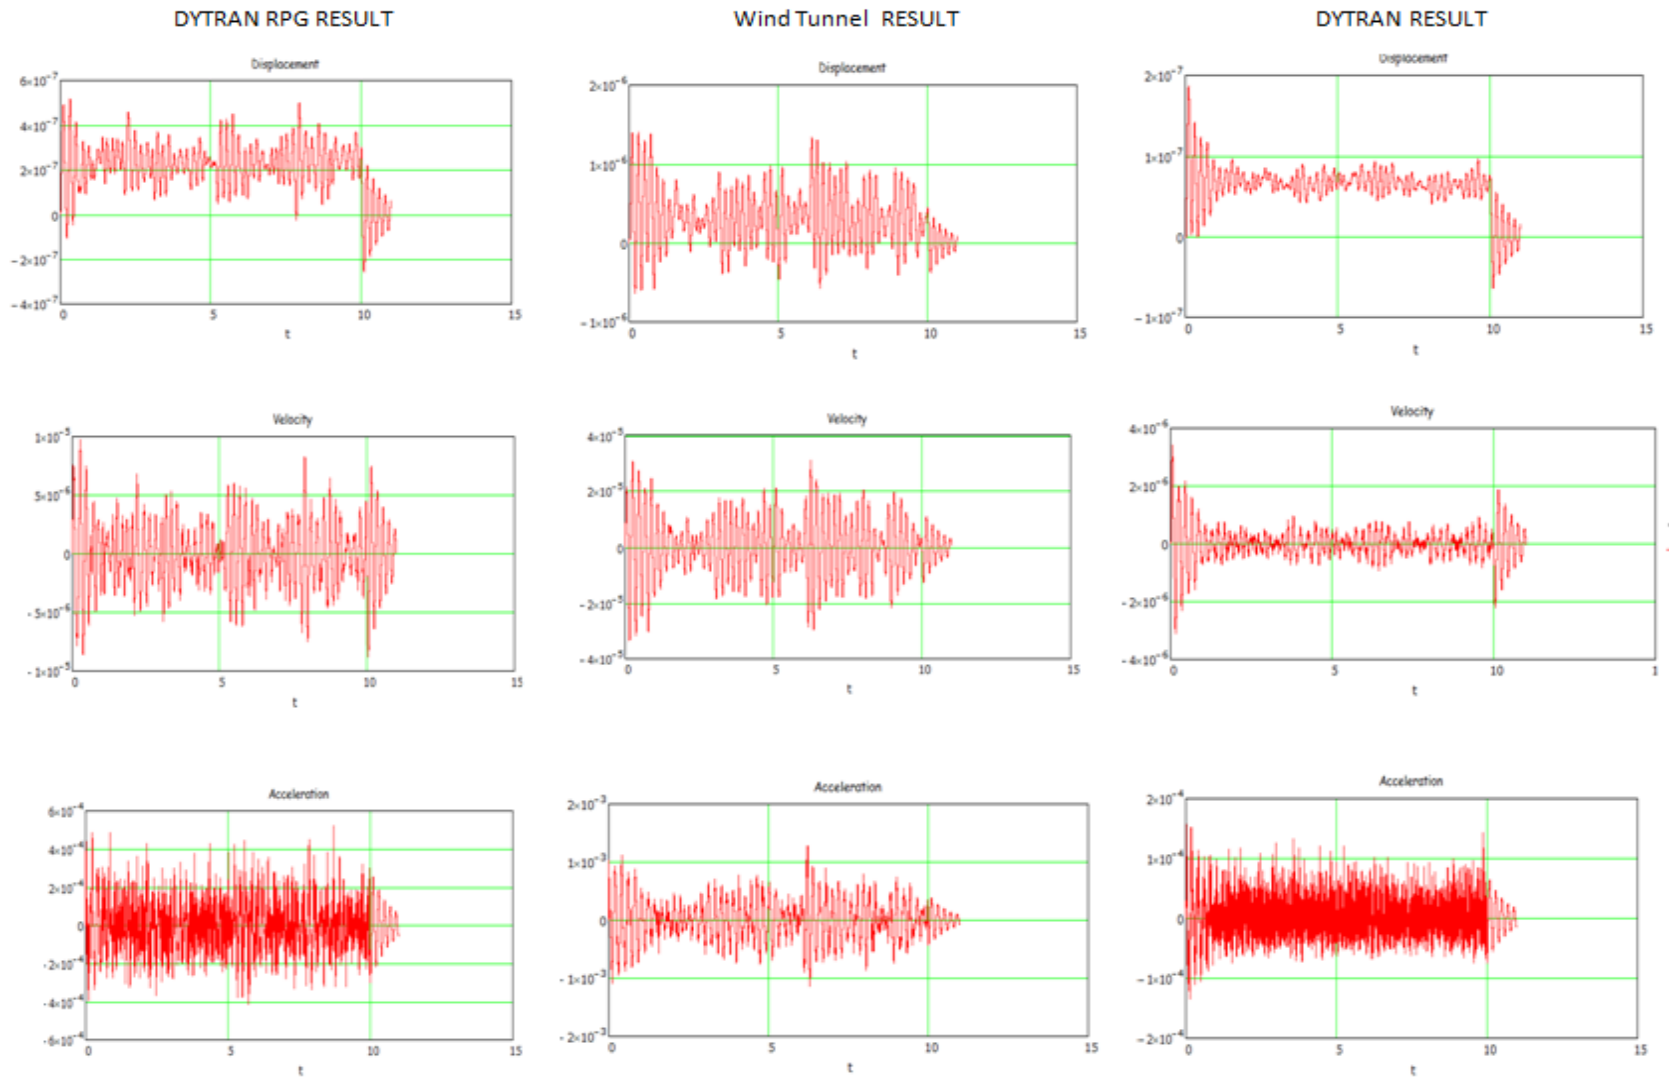 DYTRAN RPG RESULT
Wind Tunnel RESULT
DYTRAN RESULT
Displacement
6×10⁻⁷
4×10⁻⁷
2×10⁻⁷
0
-2×10⁻⁷
-4×10⁻⁷
0 5 10 15
t
Displacement
2×10⁻⁶
1×10⁻⁶
0
-1×10⁻⁶
0 5 10 15
t
Displacement
2×10⁻⁷
1×10⁻⁷
0
-1×10⁻⁷
0 5 10 15
t
Velocity
1×10⁻⁵
5×10⁻⁶
0
-5×10⁻⁶
-1×10⁻⁵
0 5 10 15
t
Velocity
4×10⁻⁵
2×10⁻⁵
0
-2×10⁻⁵
-4×10⁻⁵
0 5 10 15
t
Velocity
4×10⁻⁶
2×10⁻⁶
0
-2×10⁻⁶
-4×10⁻⁶
0 5 10 1
t
Acceleration
6×10⁻⁴
4×10⁻⁴
2×10⁻⁴
0
-2×10⁻⁴
-4×10⁻⁴
-6×10⁻⁴
0 5 10 15
t
Acceleration
2×10⁻³
1×10⁻³
0
-1×10⁻³
-2×10⁻³
0 5 10 15
t
Acceleration
2×10⁻⁴
1×10⁻⁴
0
-1×10⁻⁴
-2×10⁻⁴
0 5 10 15
t